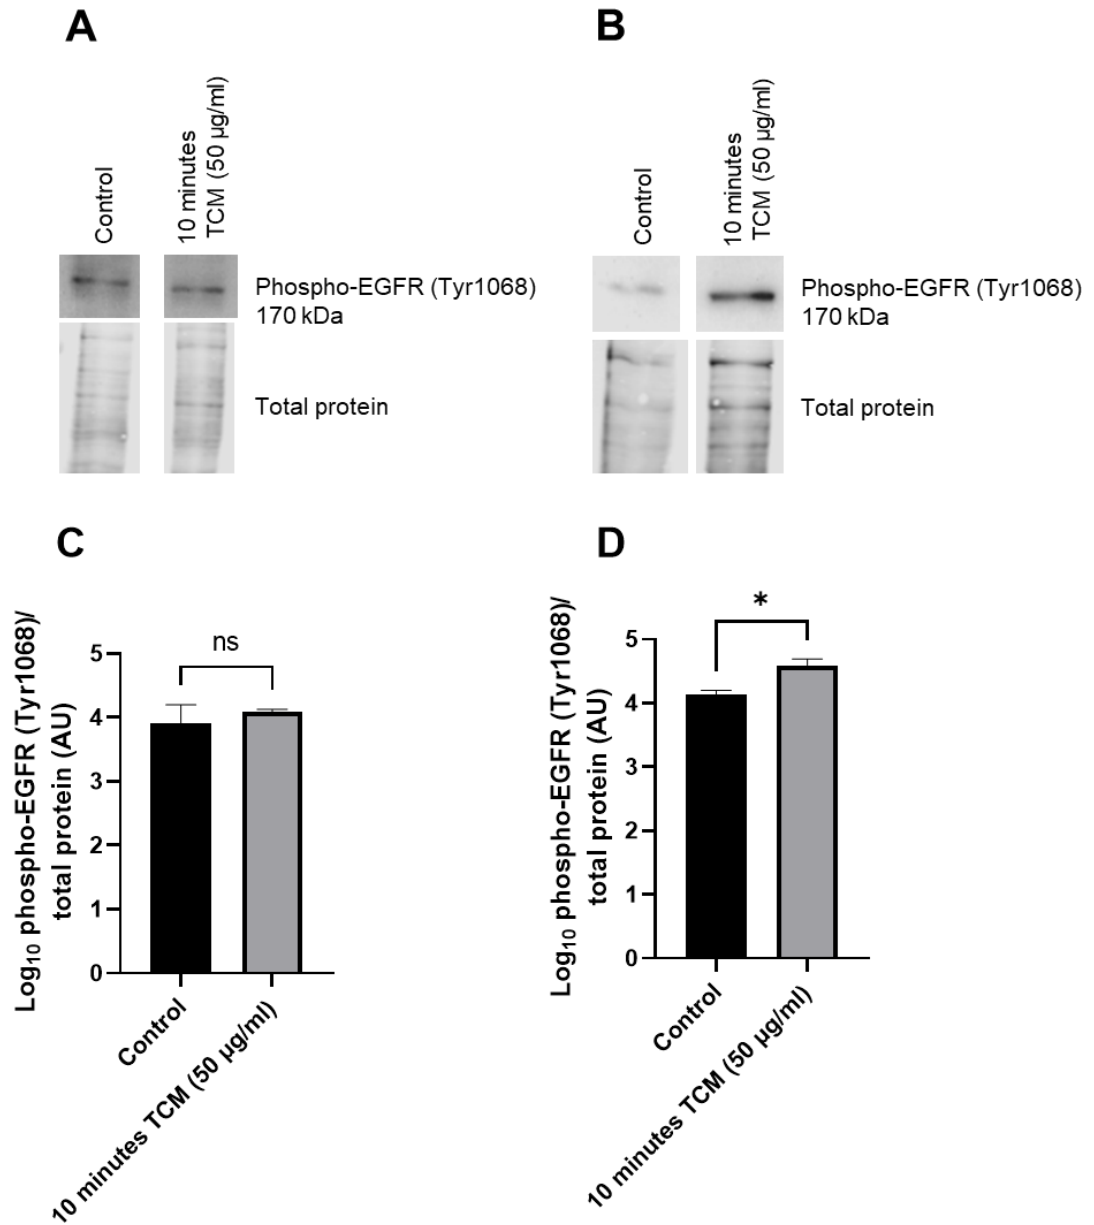 A
Control
10 minutes
TCM (50 µg/ml)
Phospho-EGFR (Tyr1068)
170 kDa
Total protein
B
Control
10 minutes
TCM (50 µg/ml)
Phospho-EGFR (Tyr1068)
170 kDa
Total protein
C
Log10 phospho-EGFR (Tyr1068)/
total protein (AU)
5
4
3
2
1
0
ns
Control
10 minutes TCM (50 µg/ml)
D
Log10 phospho-EGFR (Tyr1068)/
total protein (AU)
5
4
3
2
1
0
*
Control
10 minutes TCM (50 µg/ml)